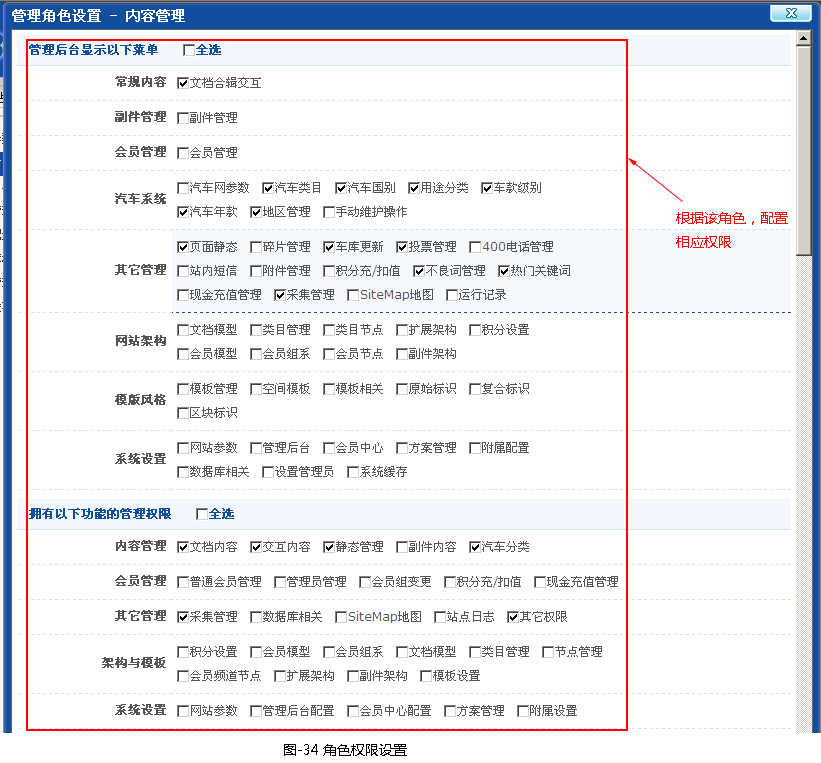 管理角色设置 - 内容管理
管理后台显示以下菜单 全选
常规内容 文档合辑交互
副件管理 副件管理
会员管理 会员管理
汽车系统 汽车网参数 汽车类目 汽车国别 用途分类 车款级别
汽车年款 地区管理 手动维护操作
根据该角色，配置
相应权限
其它管理 页面静态 碎片管理 车库更新 投票管理 400电话管理
站内短信 附件管理 积分充/扣值 不良词管理 热门关键词
现金充值管理 采集管理 SiteMap地图 运行记录
网站架构 文档模型 类目管理 类目节点 扩展架构 积分设置
会员模型 会员组系 会员节点 副件架构
模版风格 模板管理 空间模板 模板相关 原始标识 复合标识
区块标识
系统设置 网站参数 管理后台 会员中心 方案管理 附属配置
数据库相关 设置管理员 系统缓存
拥有以下功能的管理权限 全选
内容管理 文档内容 交互内容 静态管理 副件内容 汽车分类
会员管理 普通会员管理 管理员管理 会员组变更 积分充/扣值 现金充值管理
其它管理 采集管理 数据库相关 SiteMap地图 站点日志 其它权限
架构与模板 积分设置 会员模型 会员组系 文档模型 类目管理 节点管理
会员频道节点 扩展架构 副件架构 模板设置
系统设置 网站参数 管理后台配置 会员中心配置 方案管理 附属设置
图-34 角色权限设置